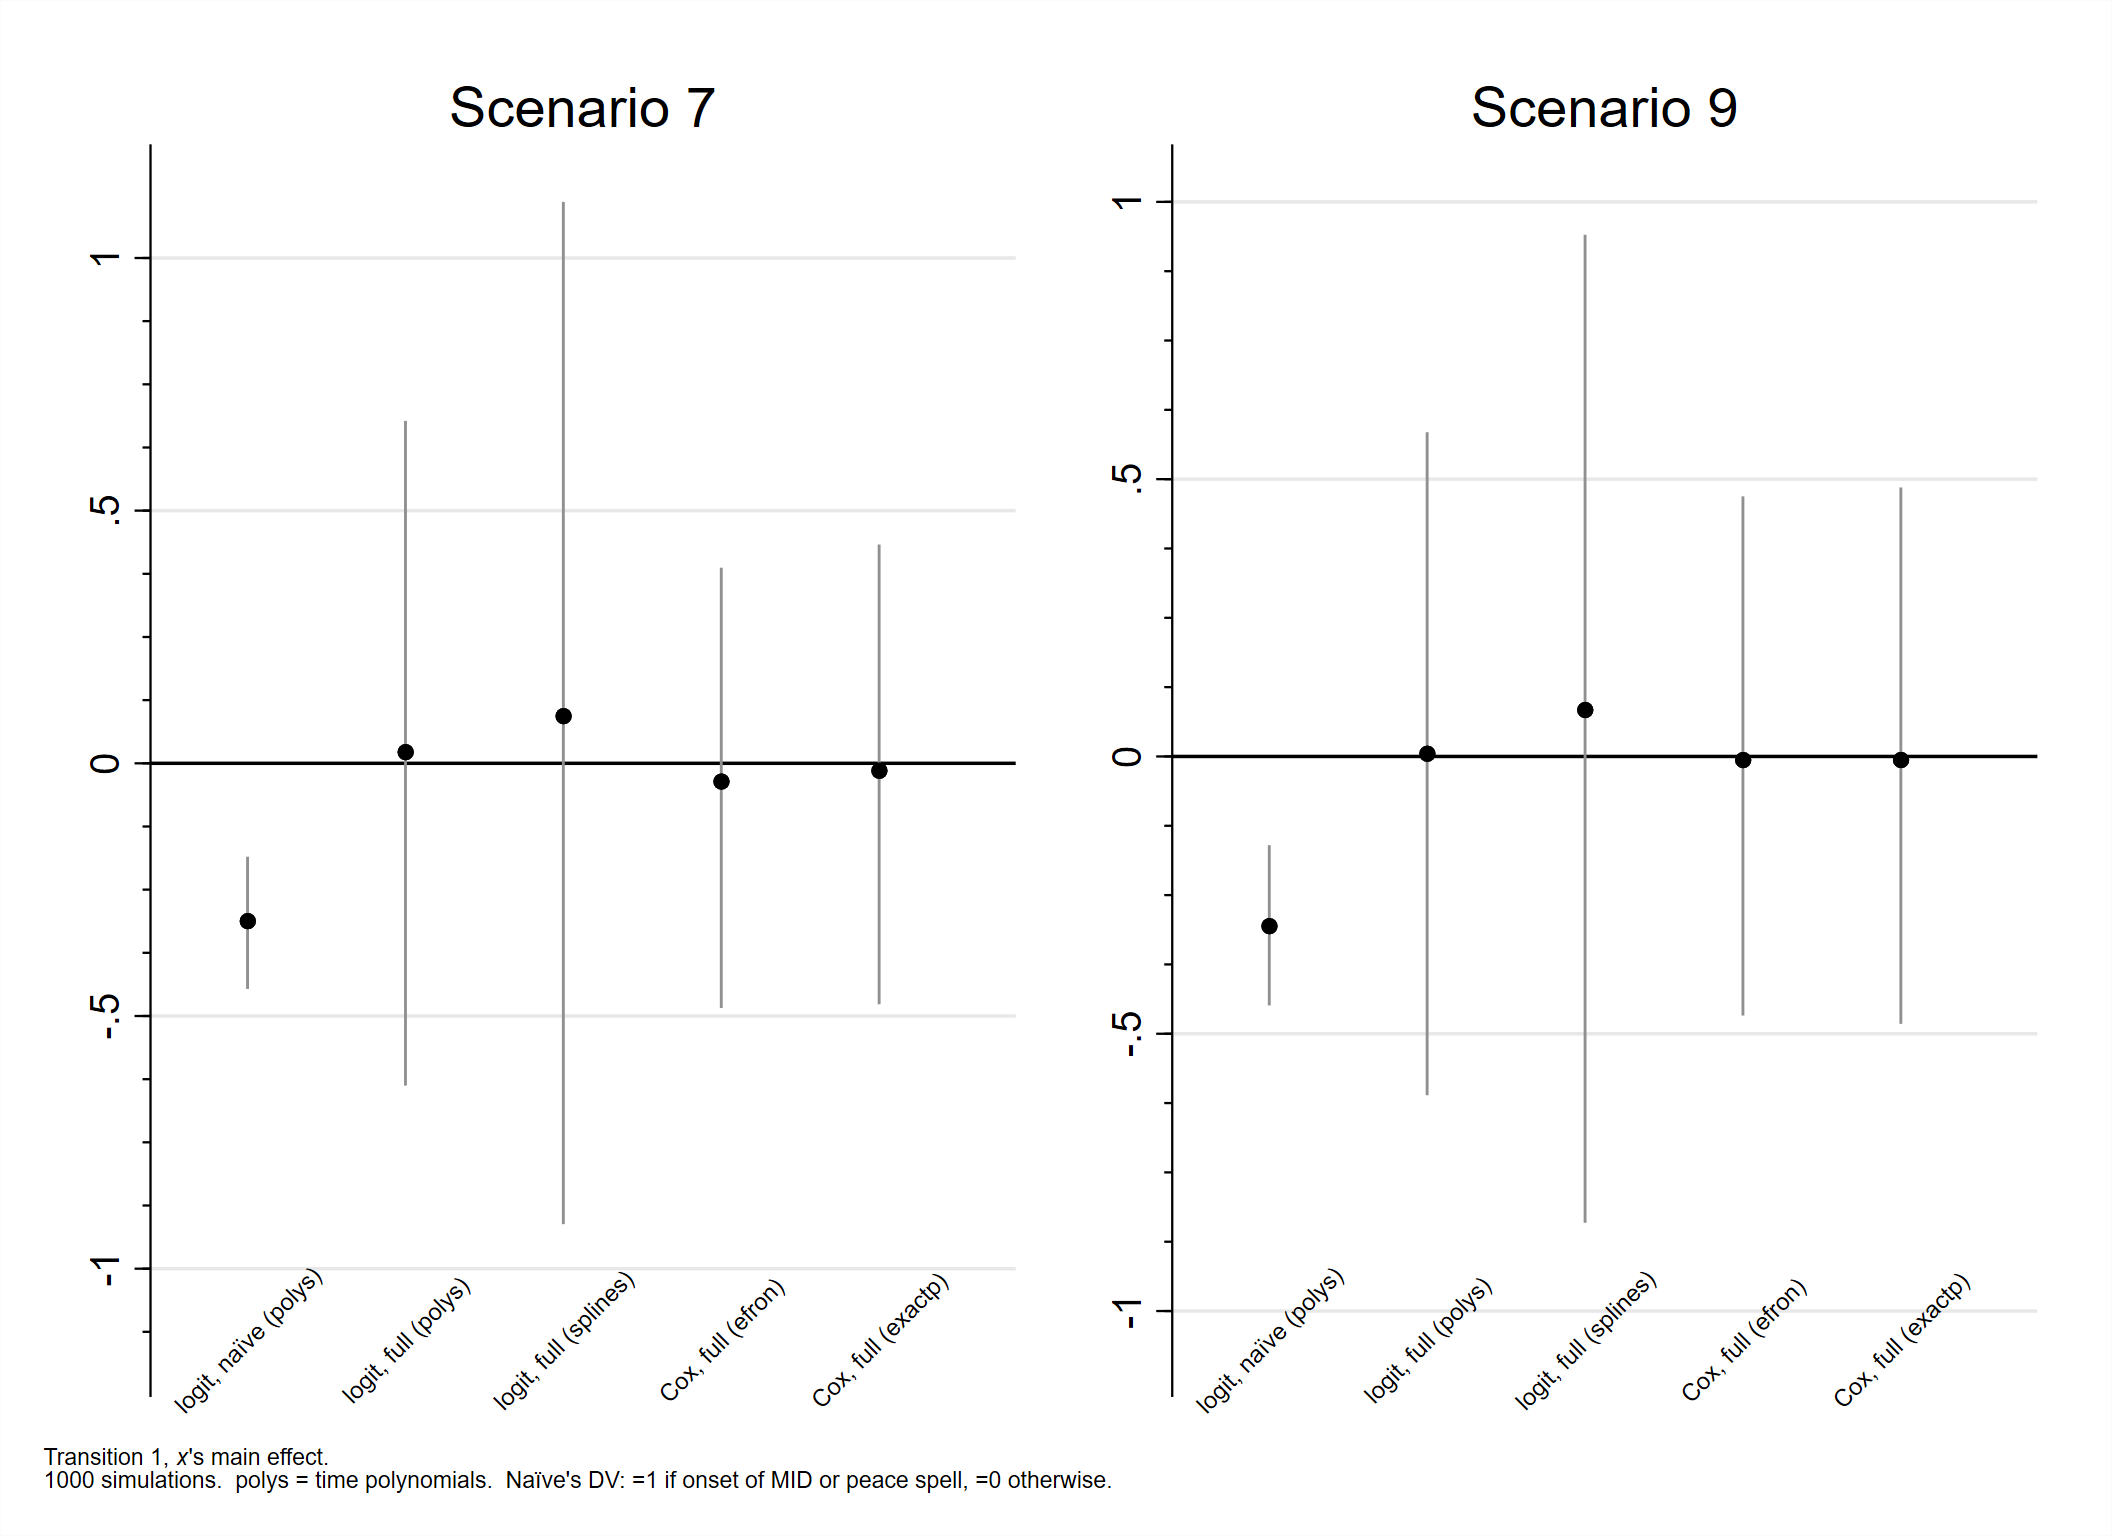 Scenario 7
1
.5
0
-.5
-1
logit, naïve (polys)
logit, full (polys)
logit, full (splines)
Cox, full (efron)
Cox, full (exactp)
Scenario 9
1
.5
0
-.5
-1
logit, naïve (polys)
logit, full (polys)
logit, full (splines)
Cox, full (efron)
Cox, full (exactp)
Transition 1, x's main effect.
1000 simulations.  polys = time polynomials.  Naïve's DV: =1 if onset of MID or peace spell, =0 otherwise.